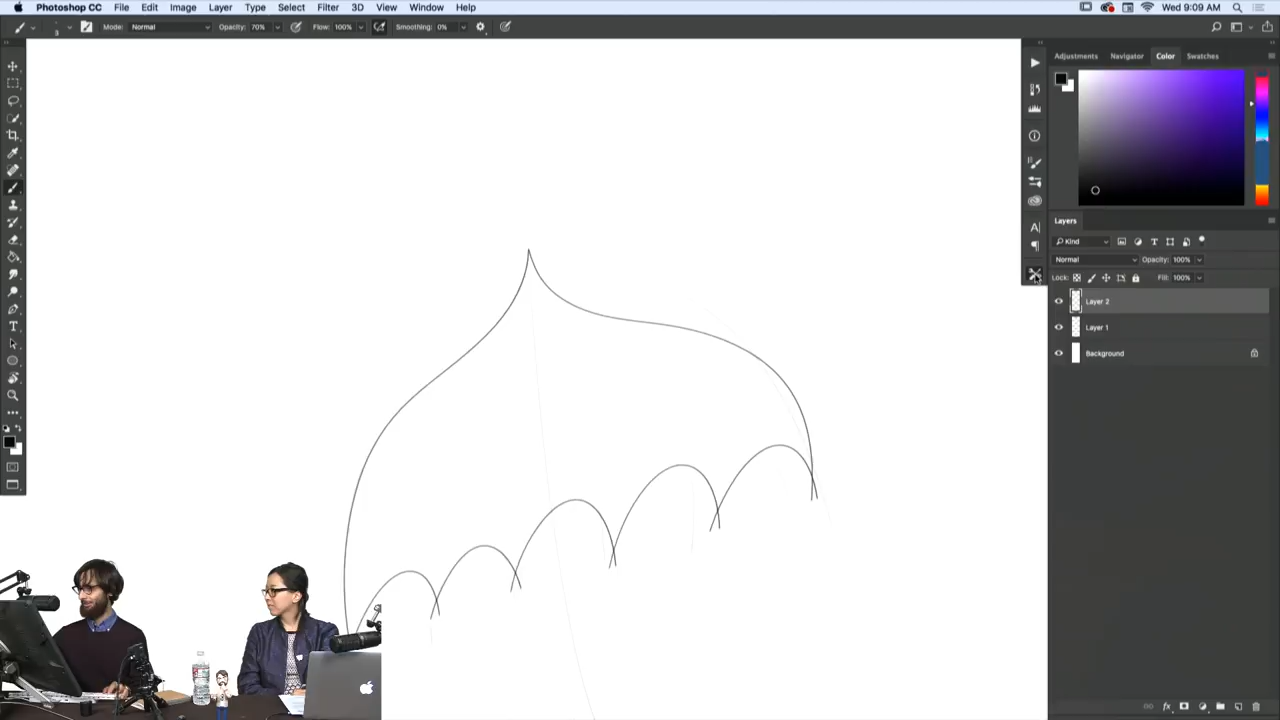 Photoshop CC File Edit Image Layer Type Select Filter 3D View Window Help Wed 9:09 AM
3 Mode: Normal Opacity: 70% Flow: 100% Smoothing: 0%
Adjustments Navigator Color Swatches
Layers
Kind
Normal Opacity: 100%
Lock: Fill: 100%
Layer 2
Layer 1
Background